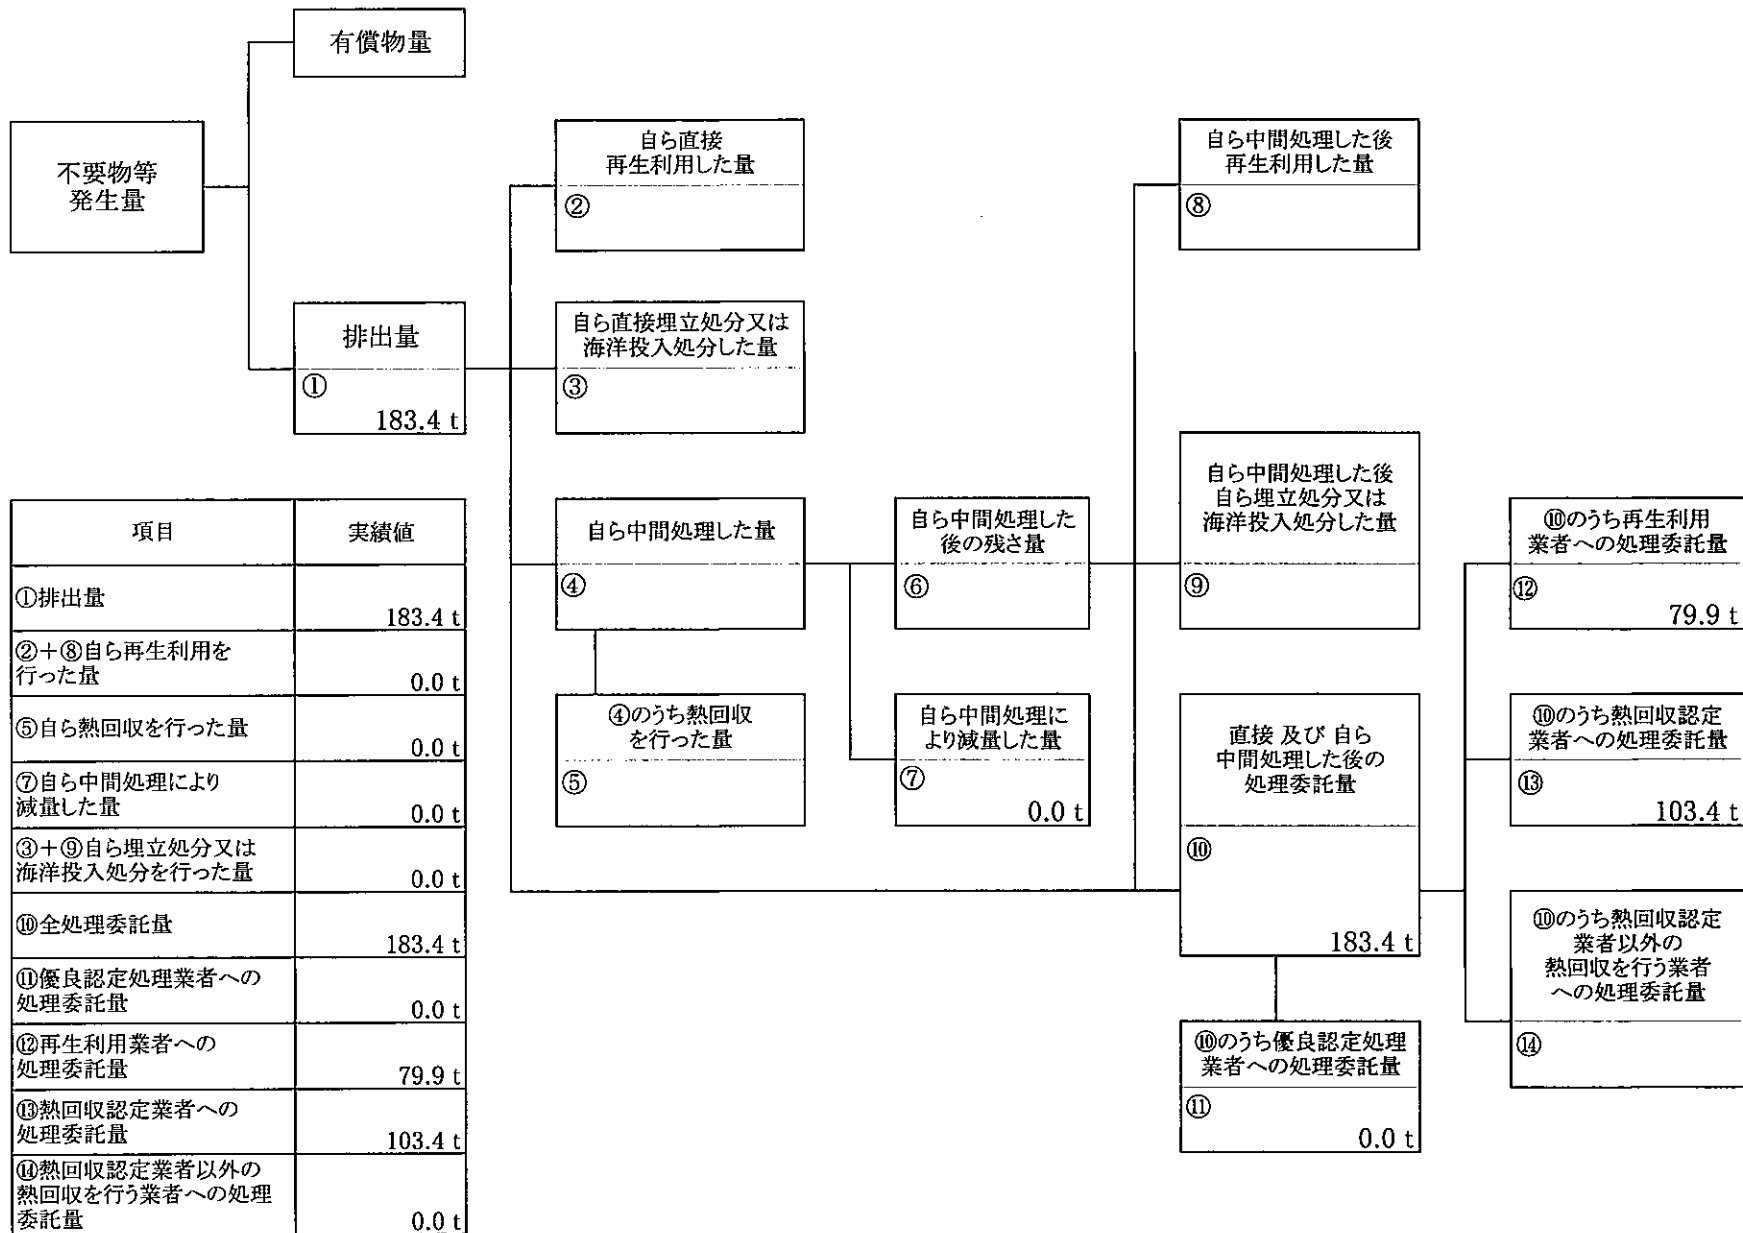 有償物量
不要物等
発生量
自ら直接
再生利用した量
②
自ら中間処理した後
再生利用した量
⑧
排出量
①
183.4 t
自ら直接埋立処分又は
海洋投入処分した量
③
自ら中間処理した量
④
自ら中間処理した
後の残さ量
⑥
自ら中間処理した後
自ら埋立処分又は
海洋投入処分した量
⑨
⑩のうち再生利用
業者への処理委託量
⑫
79.9 t
④のうち熱回収
を行った量
⑤
自ら中間処理に
より減量した量
⑦
0.0 t
直接 及び 自ら
中間処理した後の
処理委託量
⑩
183.4 t
⑩のうち熱回収認定
業者への処理委託量
⑬
103.4 t
⑩のうち熱回収認定
業者以外の
熱回収を行う業者
への処理委託量
⑭
⑩のうち優良認定処理
業者への処理委託量
⑪
0.0 t
項目 実績値
①排出量
183.4 t
②+⑧自ら再生利用を
行った量
0.0 t
⑤自ら熱回収を行った量
0.0 t
⑦自ら中間処理により
減量した量
0.0 t
③+⑨自ら埋立処分又は
海洋投入処分を行った量
0.0 t
⑩全処理委託量
183.4 t
⑪優良認定処理業者への
処理委託量
0.0 t
⑫再生利用業者への
処理委託量
79.9 t
⑬熱回収認定業者への
処理委託量
103.4 t
⑭熱回収認定業者以外の
熱回収を行う業者への処理
委託量
0.0 t